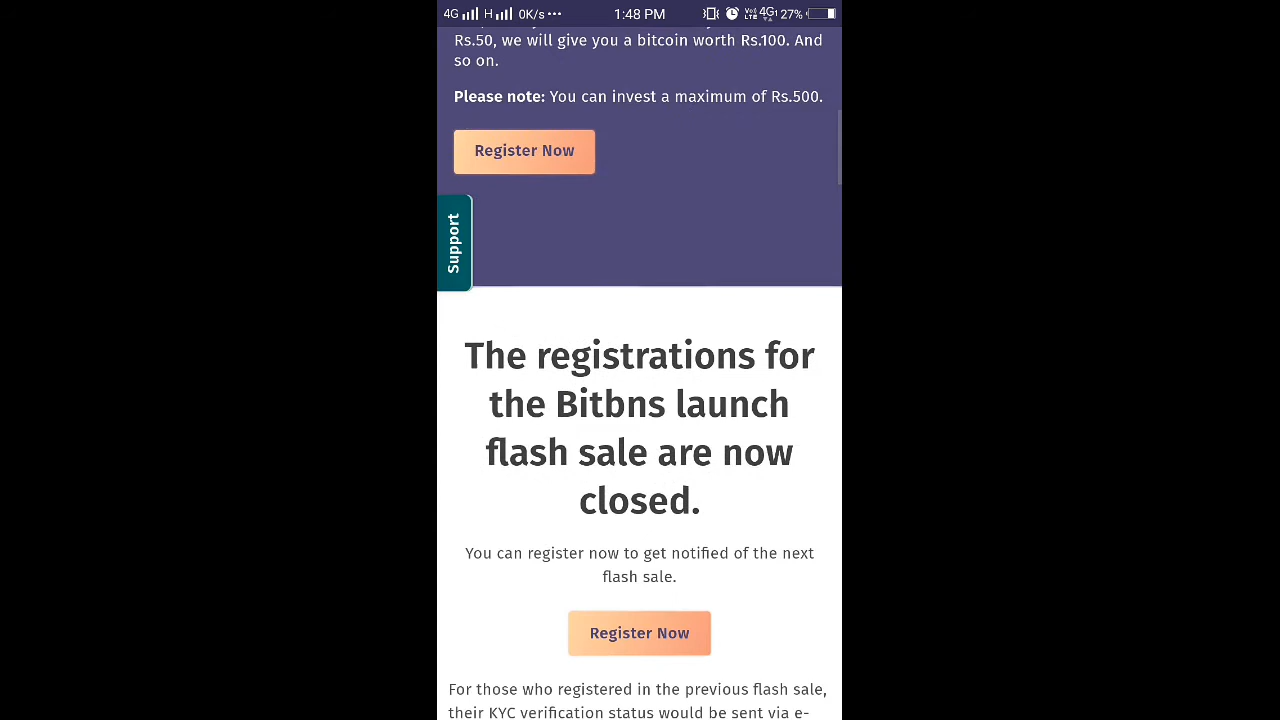 4G H 0K/s ••• 1:48 PM VoLTE 4G 27%
Rs.50, we will give you a bitcoin worth Rs.100. And
so on.
Please note: You can invest a maximum of Rs.500.
Register Now
Support
The registrations for
the Bitbns launch
flash sale are now
closed.
You can register now to get notified of the next
flash sale.
Register Now
For those who registered in the previous flash sale,
their KYC verification status would be sent via e-